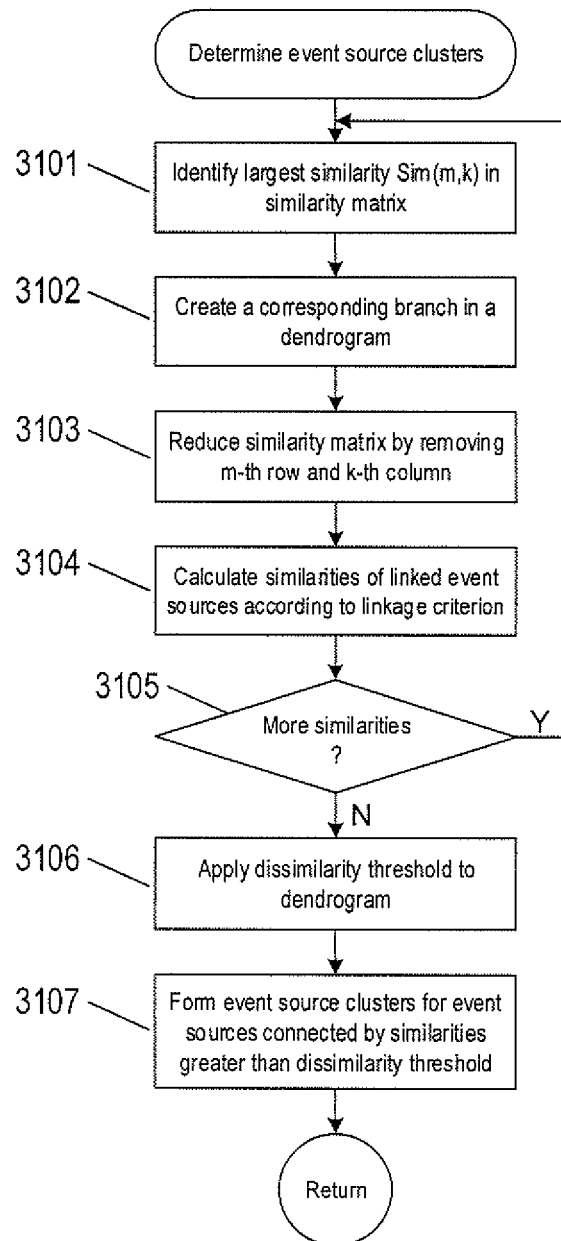 Determine event source clusters
3101
Identify largest similarity Sim(m,k) in
similarity matrix
3102
Create a corresponding branch in a
dendrogram
3103
Reduce similarity matrix by removing
m-th row and k-th column
3104
Calculate similarities of linked event
sources according to linkage criterion
3105
More similarities
?
Y
N
3106
Apply dissimilarity threshold to
dendrogram
3107
Form event source clusters for event
sources connected by similarities
greater than dissimilarity threshold
Return